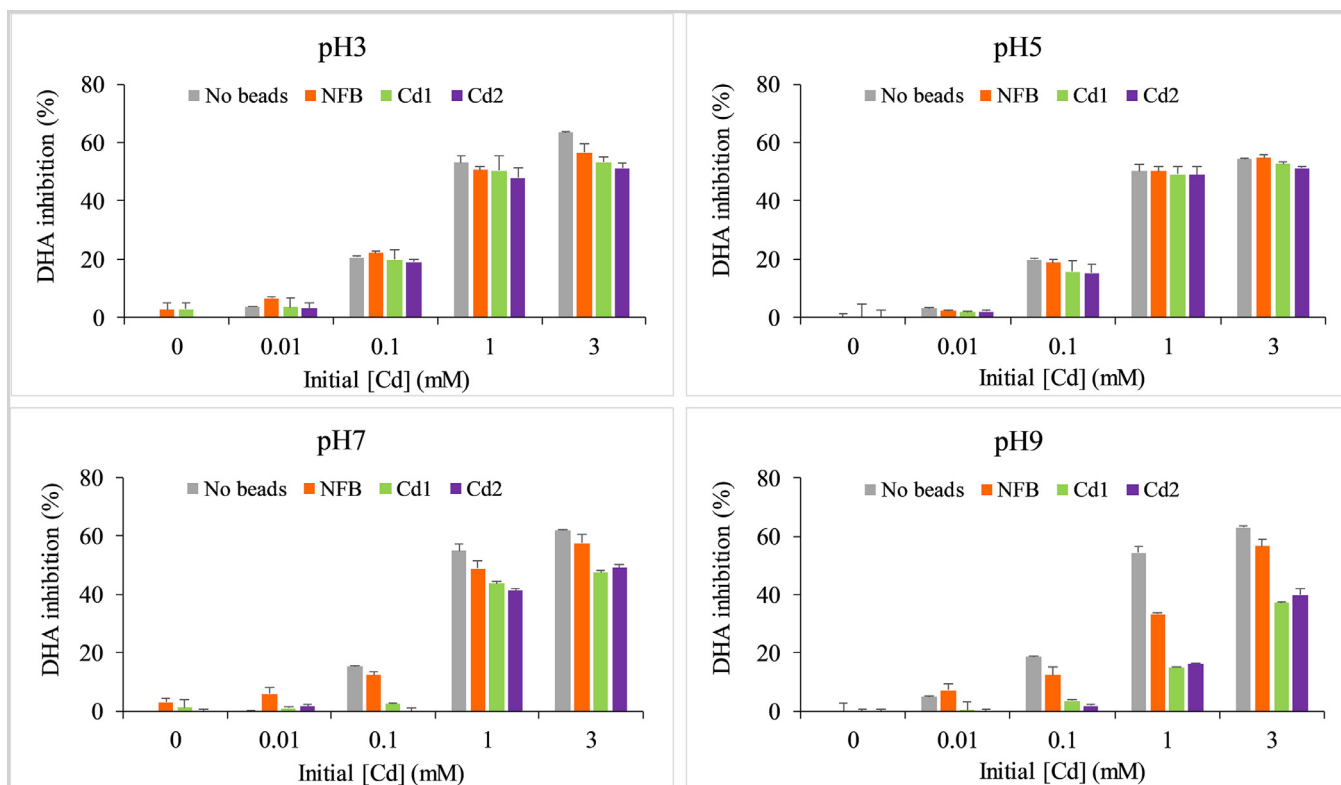 pH3
No beads NFB Cd1 Cd2
DHA inhibition (%)
80
60
40
20
0
0 0.01 0.1 1 3
Initial [Cd] (mM)
pH5
No beads NFB Cd1 Cd2
DHA inhibition (%)
80
60
40
20
0
0 0.01 0.1 1 3
Initial [Cd] (mM)
pH7
No beads NFB Cd1 Cd2
DHA inhibition (%)
80
60
40
20
0
0 0.01 0.1 1 3
Initial [Cd] (mM)
pH9
No beads NFB Cd1 Cd2
DHA inhibition (%)
80
60
40
20
0
0 0.01 0.1 1 3
Initial [Cd] (mM)